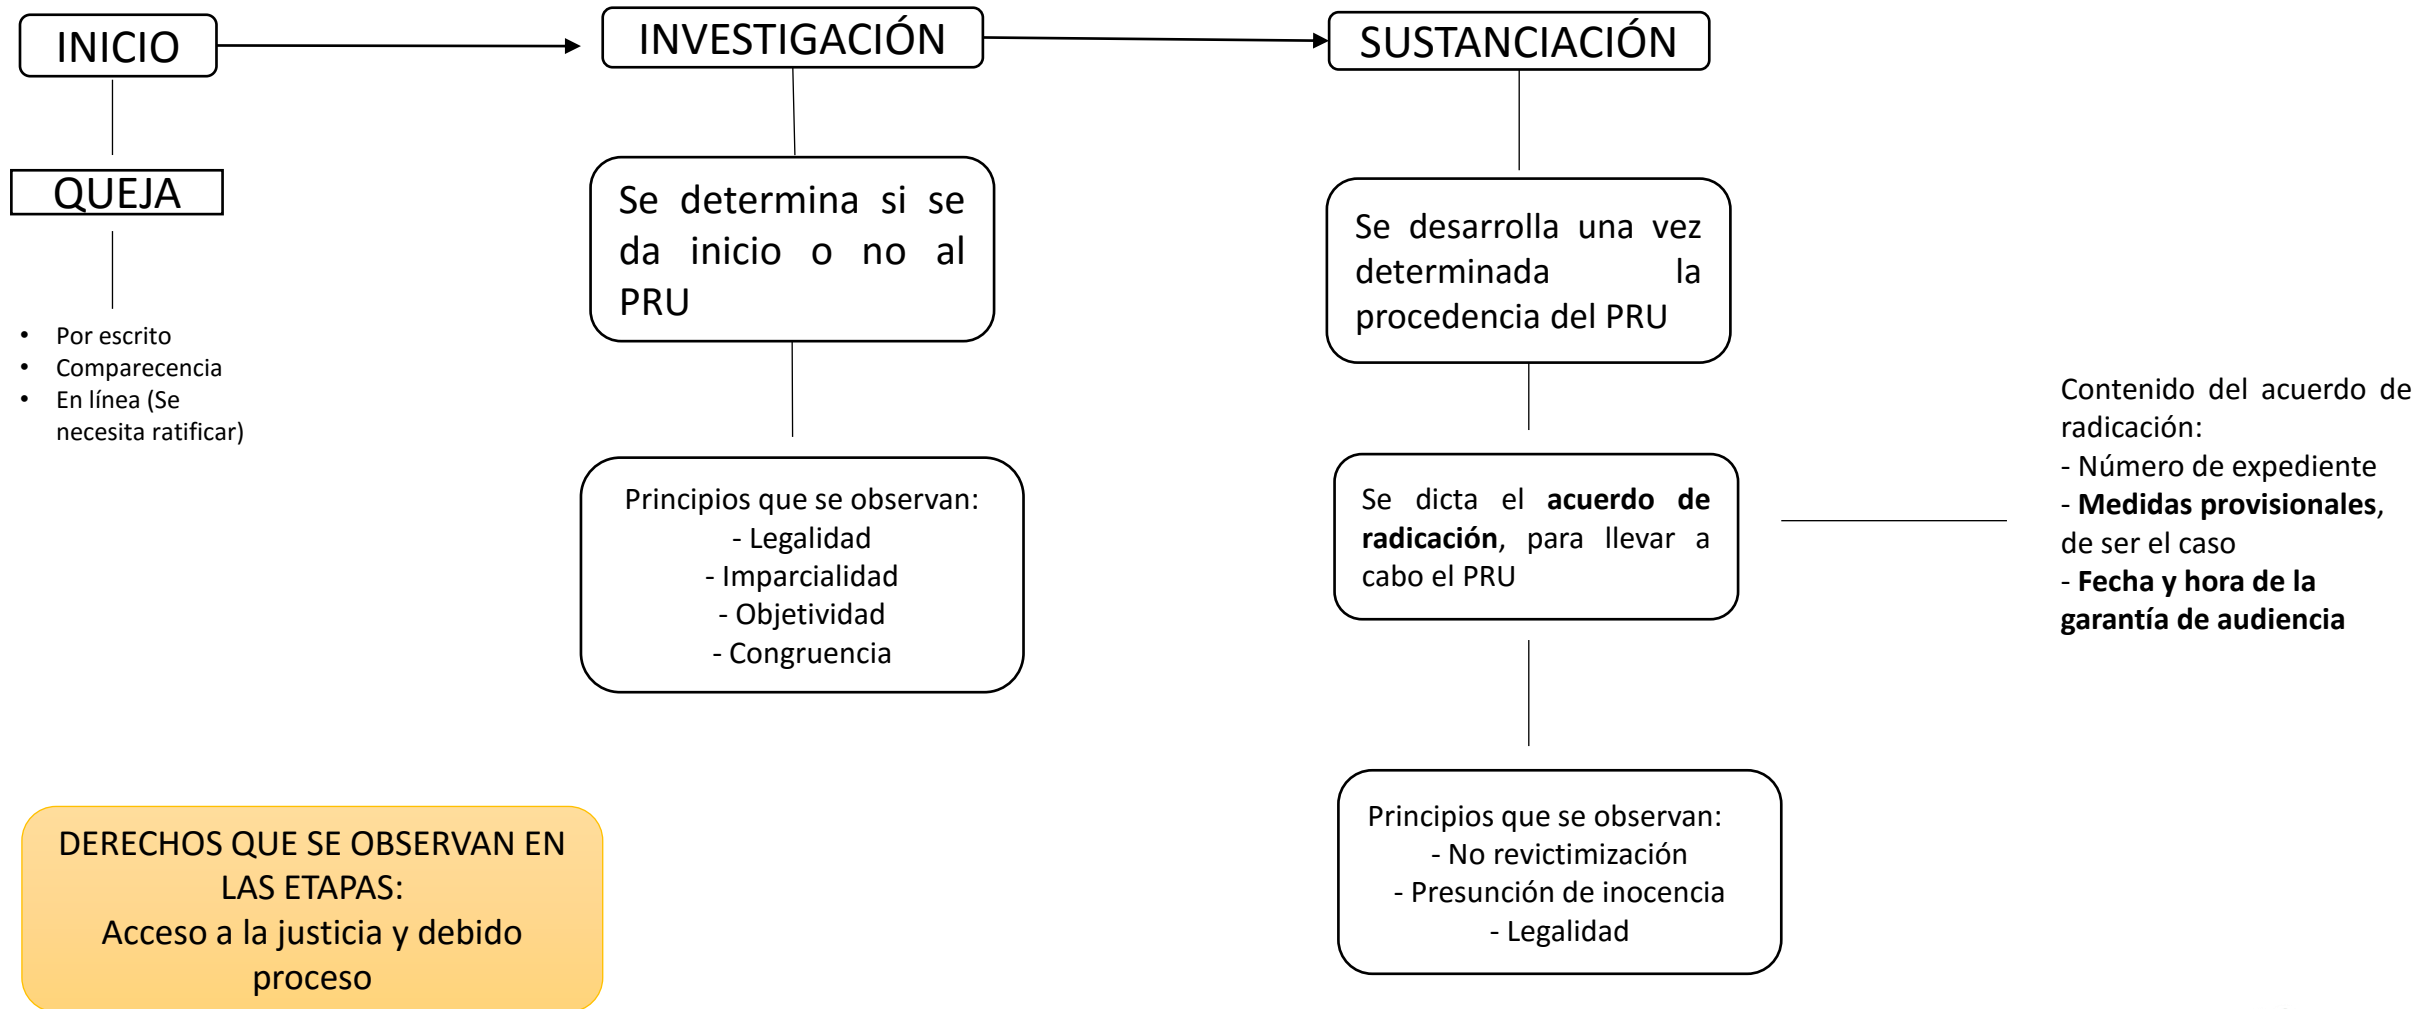 INICIO
INVESTIGACIÓN
SUSTANCIACIÓN
QUEJA
• Por escrito
• Comparecencia
• En línea (Se
necesita ratificar)
Se determina si se
da inicio o no al
PRU
Principios que se observan:
- Legalidad
- Imparcialidad
- Objetividad
- Congruencia
Se desarrolla una vez
determinada la
procedencia del PRU
Se dicta el acuerdo de
radicación, para llevar a
cabo el PRU
Contenido del acuerdo de
radicación:
- Número de expediente
- Medidas provisionales,
de ser el caso
- Fecha y hora de la
garantía de audiencia
Principios que se observan:
- No revictimización
- Presunción de inocencia
- Legalidad
DERECHOS QUE SE OBSERVAN EN
LAS ETAPAS:
Acceso a la justicia y debido
proceso